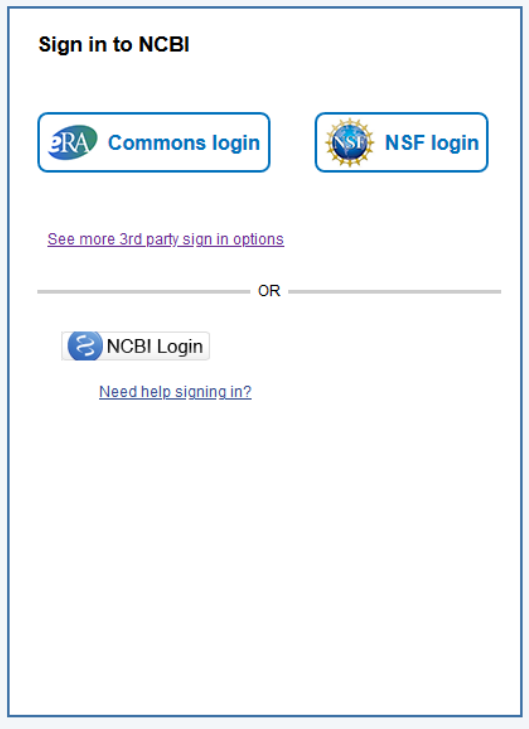 Sign in to NCBI
eRA Commons login
NSF NSF login
See more 3rd party sign in options
OR
NCBI Login
Need help signing in?